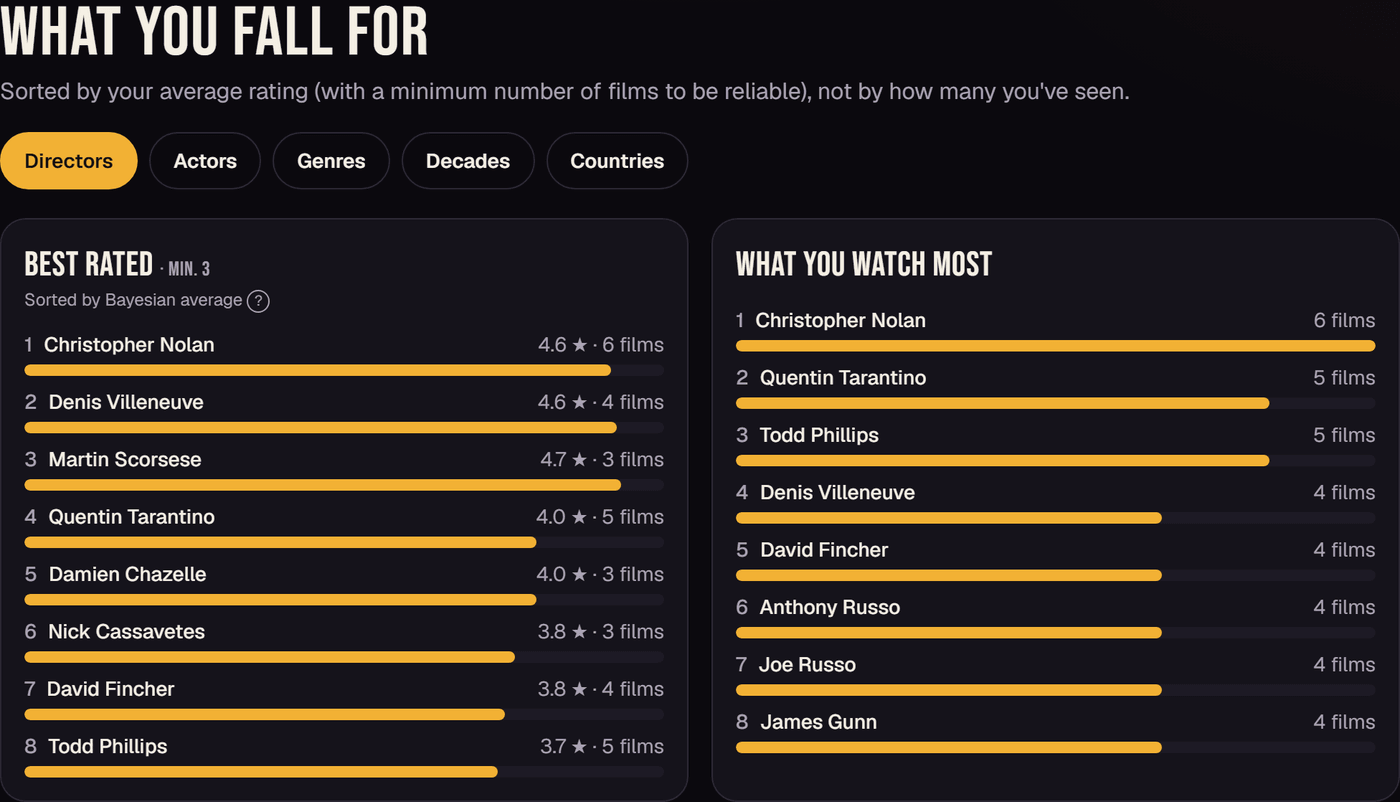 WHAT YOU FALL FOR
Sorted by your average rating (with a minimum number of films to be reliable), not by how many you've seen.
Directors Actors Genres Decades Countries
BEST RATED · MIN. 3
Sorted by Bayesian average ?
1 Christopher Nolan 4.6 ★ · 6 films
2 Denis Villeneuve 4.6 ★ · 4 films
3 Martin Scorsese 4.7 ★ · 3 films
4 Quentin Tarantino 4.0 ★ · 5 films
5 Damien Chazelle 4.0 ★ · 3 films
6 Nick Cassavetes 3.8 ★ · 3 films
7 David Fincher 3.8 ★ · 4 films
8 Todd Phillips 3.7 ★ · 5 films
WHAT YOU WATCH MOST
1 Christopher Nolan 6 films
2 Quentin Tarantino 5 films
3 Todd Phillips 5 films
4 Denis Villeneuve 4 films
5 David Fincher 4 films
6 Anthony Russo 4 films
7 Joe Russo 4 films
8 James Gunn 4 films